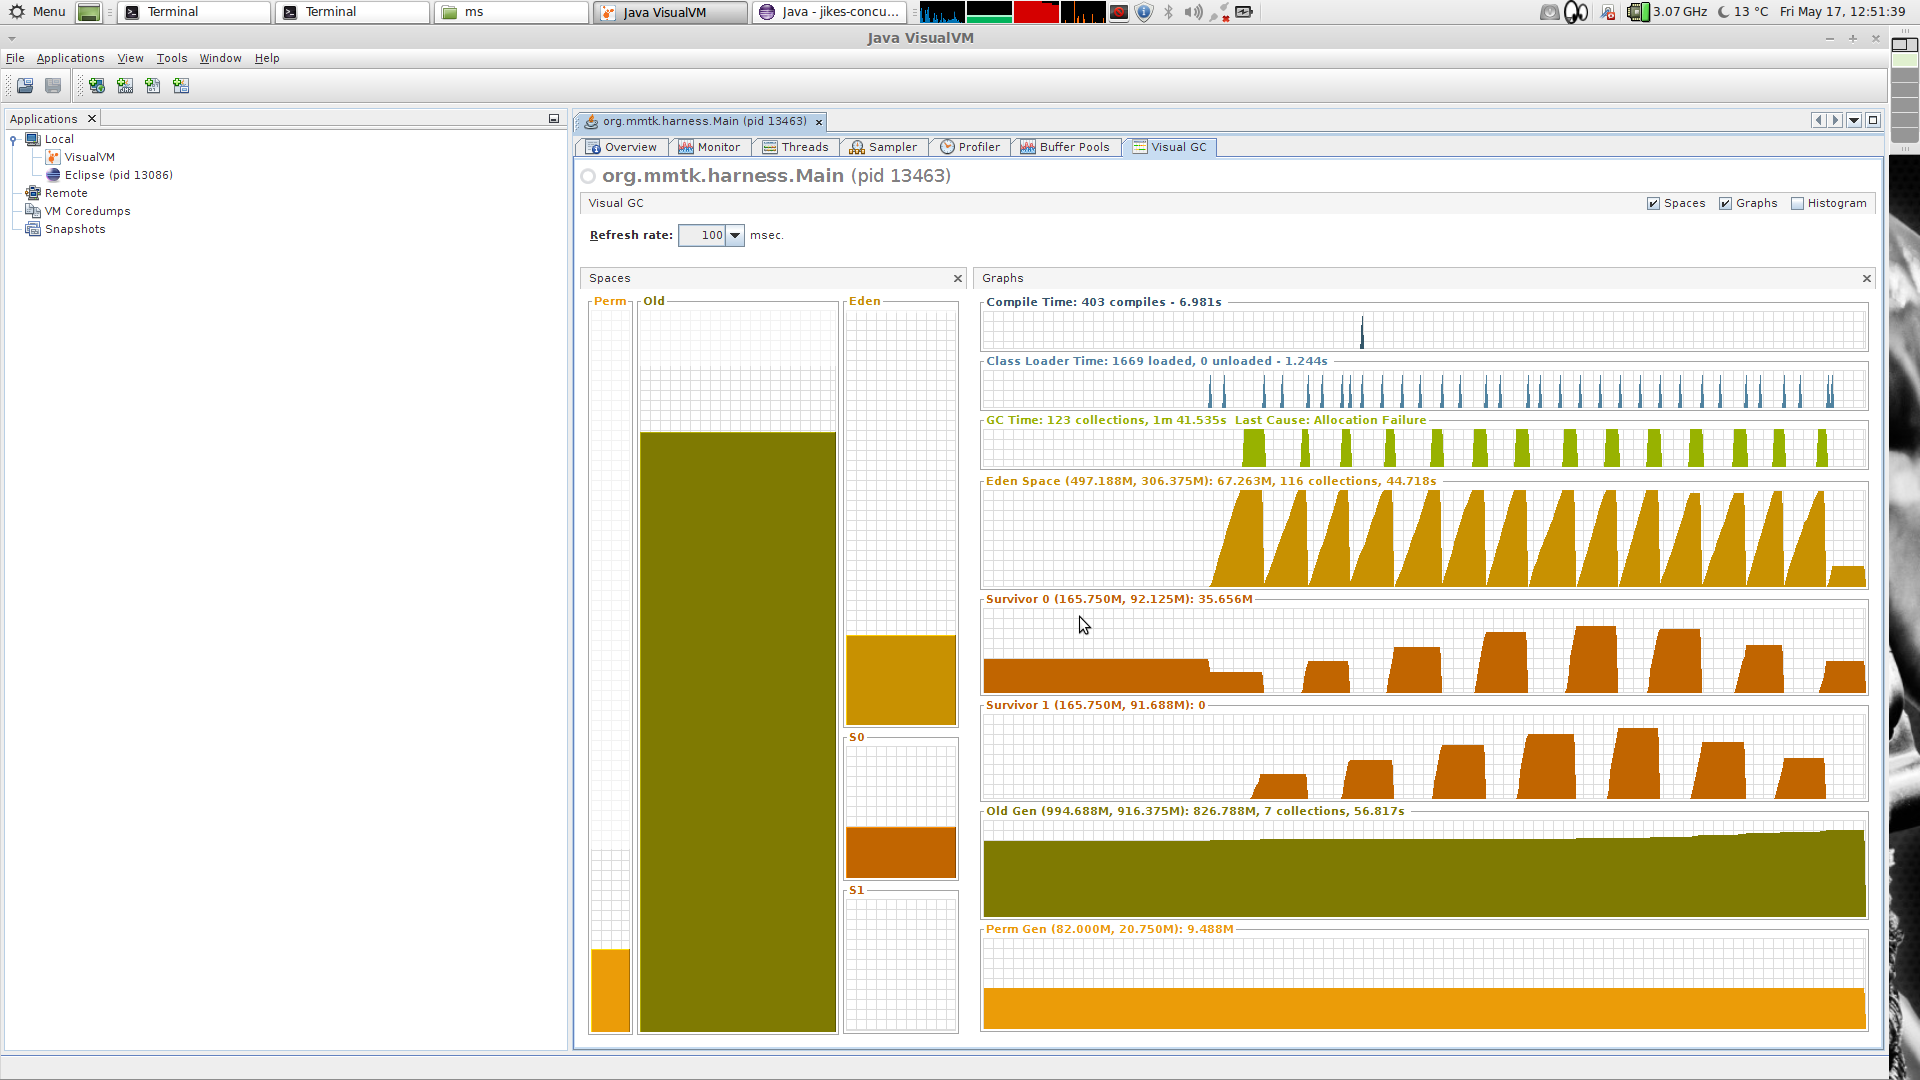 Menu Terminal Terminal ms Java VisualVM Java - jikes-concu... 3.07 GHz 13 °C Fri May 17, 12:51:39
Java VisualVM
File Applications View Tools Window Help
Applications
Local
VisualVM
Eclipse (pid 13086)
Remote
VM Coredumps
Snapshots
org.mmtk.harness.Main (pid 13463)
Overview Monitor Threads Sampler Profiler Buffer Pools Visual GC
org.mmtk.harness.Main (pid 13463)
Visual GC Spaces Graphs Histogram
Refresh rate: 100 msec.
Spaces
Perm Old Eden
S0
S1
Graphs
Compile Time: 403 compiles - 6.981s
Class Loader Time: 1669 loaded, 0 unloaded - 1.244s
GC Time: 123 collections, 1m 41.535s Last Cause: Allocation Failure
Eden Space (497.188M, 306.375M): 67.263M, 116 collections, 44.718s
Survivor 0 (165.750M, 92.125M): 35.656M
Survivor 1 (165.750M, 91.688M): 0
Old Gen (994.688M, 916.375M): 826.788M, 7 collections, 56.817s
Perm Gen (82.000M, 20.750M): 9.488M